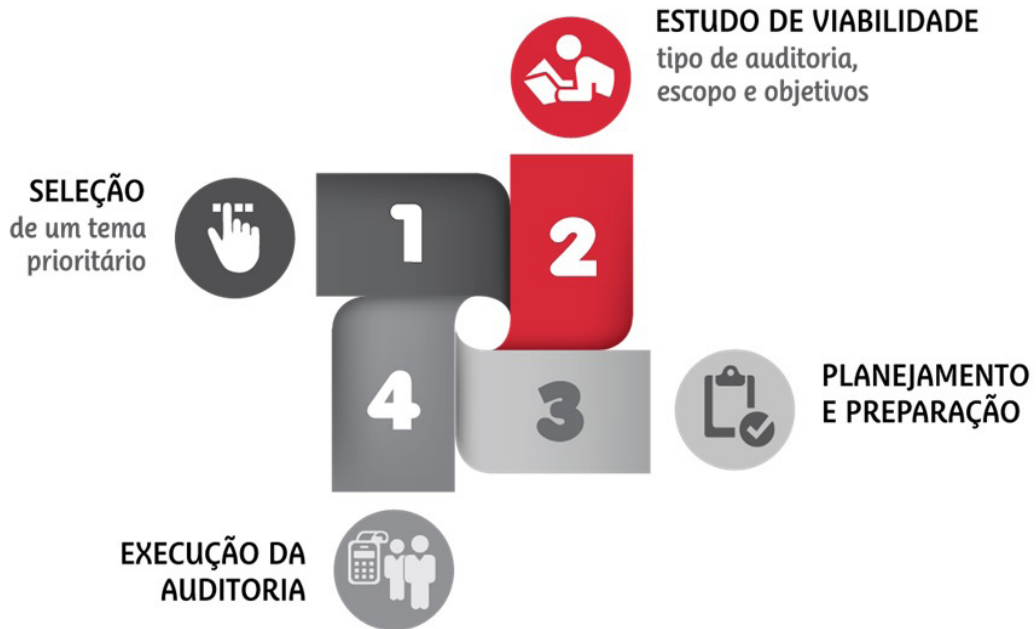 SELEÇÃO
de um tema
prioritário
1
ESTUDO DE VIABILIDADE
tipo de auditoria,
escopo e objetivos
2
PLANEJAMENTO
E PREPARAÇÃO
3
EXECUÇÃO DA
AUDITORIA
4